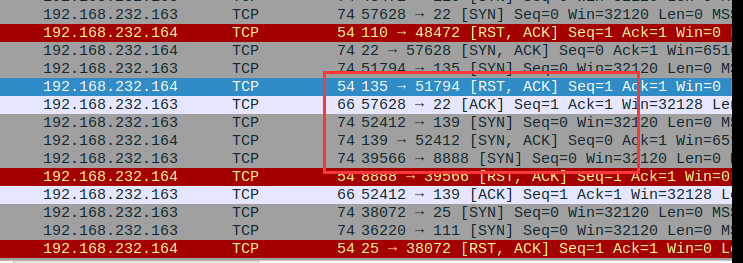 192.168.232.163 TCP 74 57628 → 22 [SYN] Seq=0 Win=32120 Len=0 MSS
192.168.232.164 TCP 54 110 → 48472 [RST, ACK] Seq=1 Ack=1 Win=0
192.168.232.164 TCP 74 22 → 57628 [SYN, ACK] Seq=0 Ack=1 Win=6516
192.168.232.163 TCP 74 51794 → 135 [SYN] Seq=0 Win=32120 Len=0 MS
192.168.232.164 TCP 54 135 → 51794 [RST, ACK] Seq=1 Ack=1 Win=0
192.168.232.163 TCP 66 57628 → 22 [ACK] Seq=1 Ack=1 Win=32128 Len
192.168.232.163 TCP 74 52412 → 139 [SYN] Seq=0 Win=32120 Len=0 MS
192.168.232.164 TCP 74 139 → 52412 [SYN, ACK] Seq=0 Ack=1 Win=651
192.168.232.163 TCP 74 39566 → 8888 [SYN] Seq=0 Win=32120 Len=0 M
192.168.232.164 TCP 54 8888 → 39566 [RST, ACK] Seq=1 Ack=1 Win=0
192.168.232.163 TCP 66 52412 → 139 [ACK] Seq=1 Ack=1 Win=32128 Le
192.168.232.163 TCP 74 38072 → 25 [SYN] Seq=0 Win=32120 Len=0 MSS
192.168.232.163 TCP 74 36220 → 111 [SYN] Seq=0 Win=32120 Len=0 MS
192.168.232.164 TCP 54 25 → 38072 [RST, ACK] Seq=1 Ack=1 Win=0 L